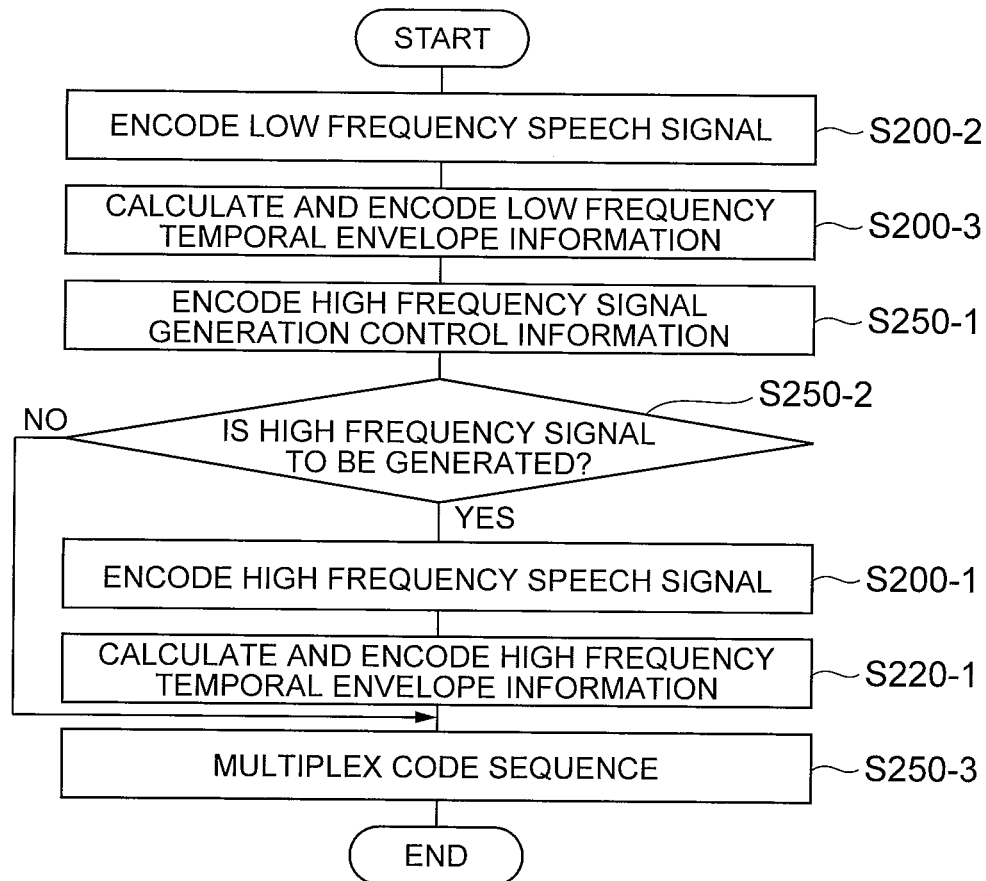 START
ENCODE LOW FREQUENCY SPEECH SIGNAL
S200-2
CALCULATE AND ENCODE LOW FREQUENCY
TEMPORAL ENVELOPE INFORMATION
S200-3
ENCODE HIGH FREQUENCY SIGNAL
GENERATION CONTROL INFORMATION
S250-1
S250-2
NO
IS HIGH FREQUENCY SIGNAL
TO BE GENERATED?
YES
ENCODE HIGH FREQUENCY SPEECH SIGNAL
S200-1
CALCULATE AND ENCODE HIGH FREQUENCY
TEMPORAL ENVELOPE INFORMATION
S220-1
MULTIPLEX CODE SEQUENCE
S250-3
END